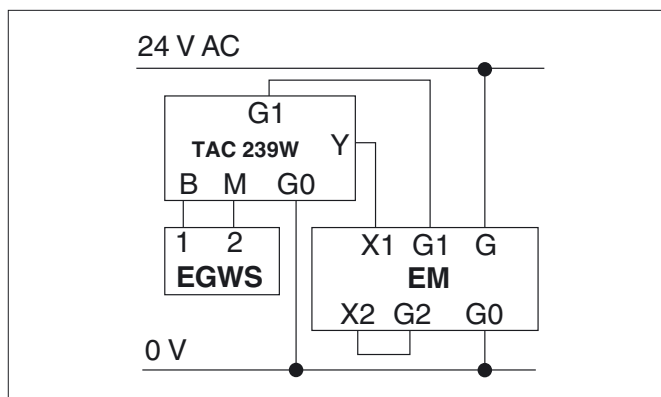 24 V AC
G1
TAC 239W Y
B M G0
1 2
EGWS
X1 G1 G
EM
X2 G2 G0
0 V